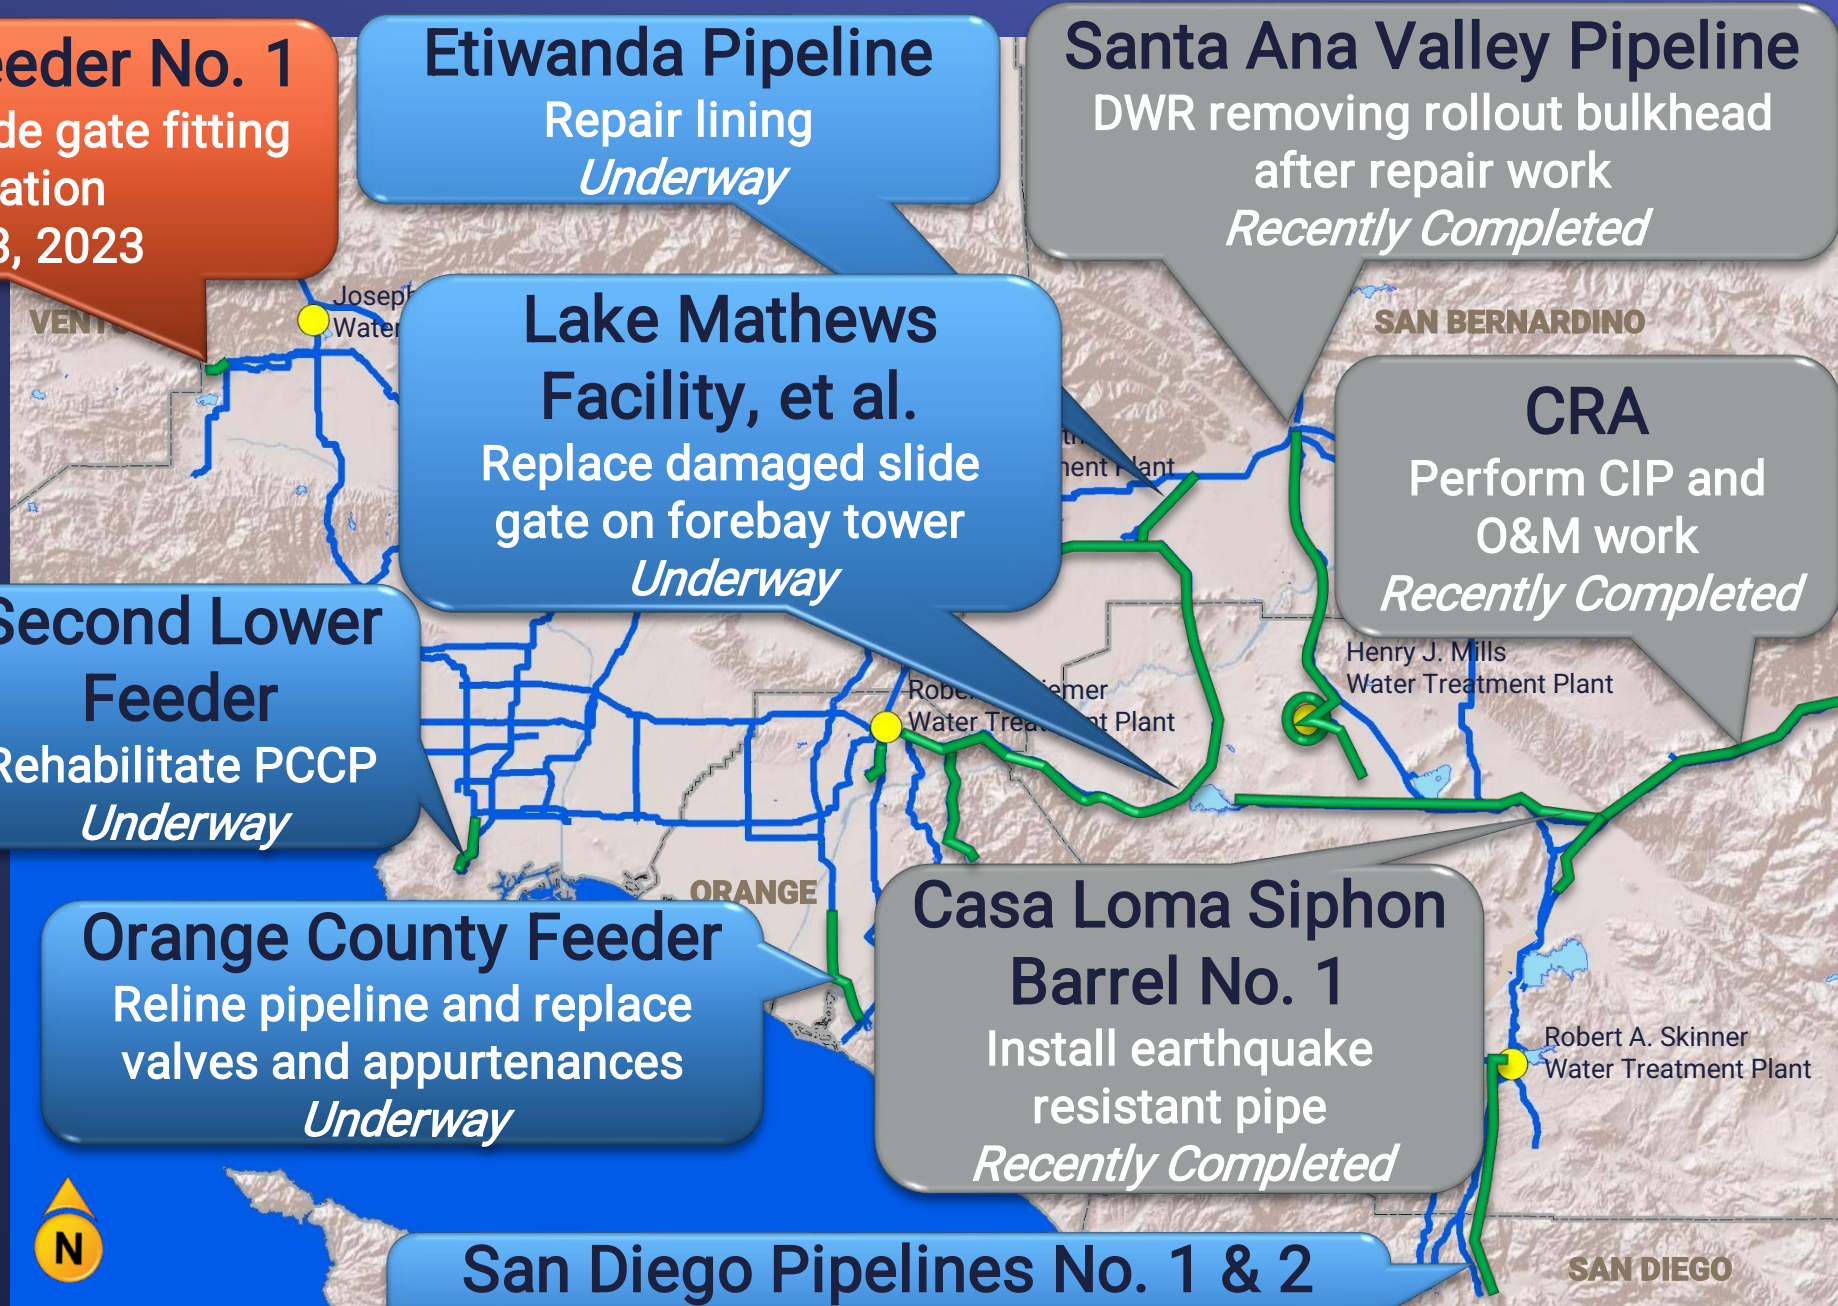 No. 1
gate fitting
2023
Etiwanda Pipeline
Repair lining
Underway
Santa Ana Valley Pipeline
DWR removing rollout bulkhead
after repair work
Recently Completed
Joseph
Water
SAN BERNARDINO
Lake Mathews
Facility, et al.
Replace damaged slide
gate on forebay tower
Underway
Plant
CRA
Perform CIP and
O&M work
Recently Completed
Second Lower
Feeder
Rehabilitate PCCP
Underway
Henry J. Mills
Water Treatment Plant
Water Treatment Plant
ORANGE
Orange County Feeder
Reline pipeline and replace
valves and appurtenances
Underway
Casa Loma Siphon
Barrel No. 1
Install earthquake
resistant pipe
Recently Completed
Robert A. Skinner
Water Treatment Plant
N
San Diego Pipelines No. 1 & 2
SAN DIEGO